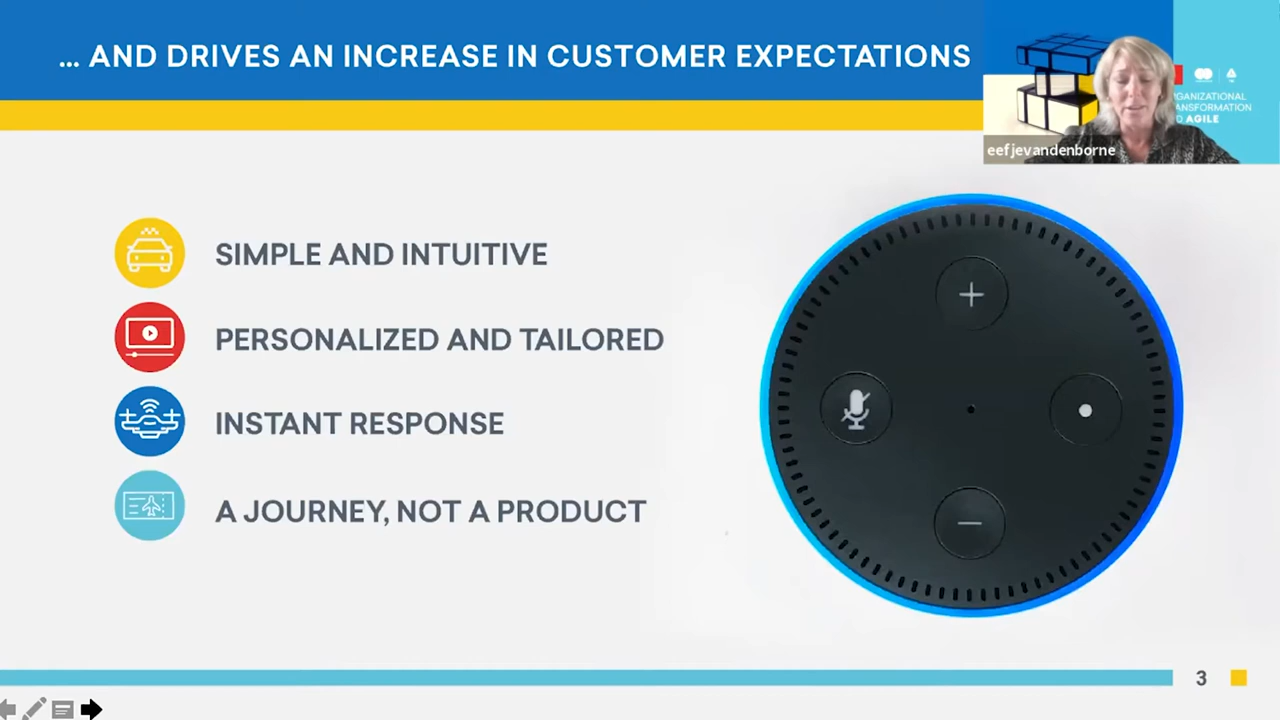 ... AND DRIVES AN INCREASE IN CUSTOMER EXPECTATIONS
eefjevandenborne
AGILE
SIMPLE AND INTUITIVE
PERSONALIZED AND TAILORED
INSTANT RESPONSE
A JOURNEY, NOT A PRODUCT
3